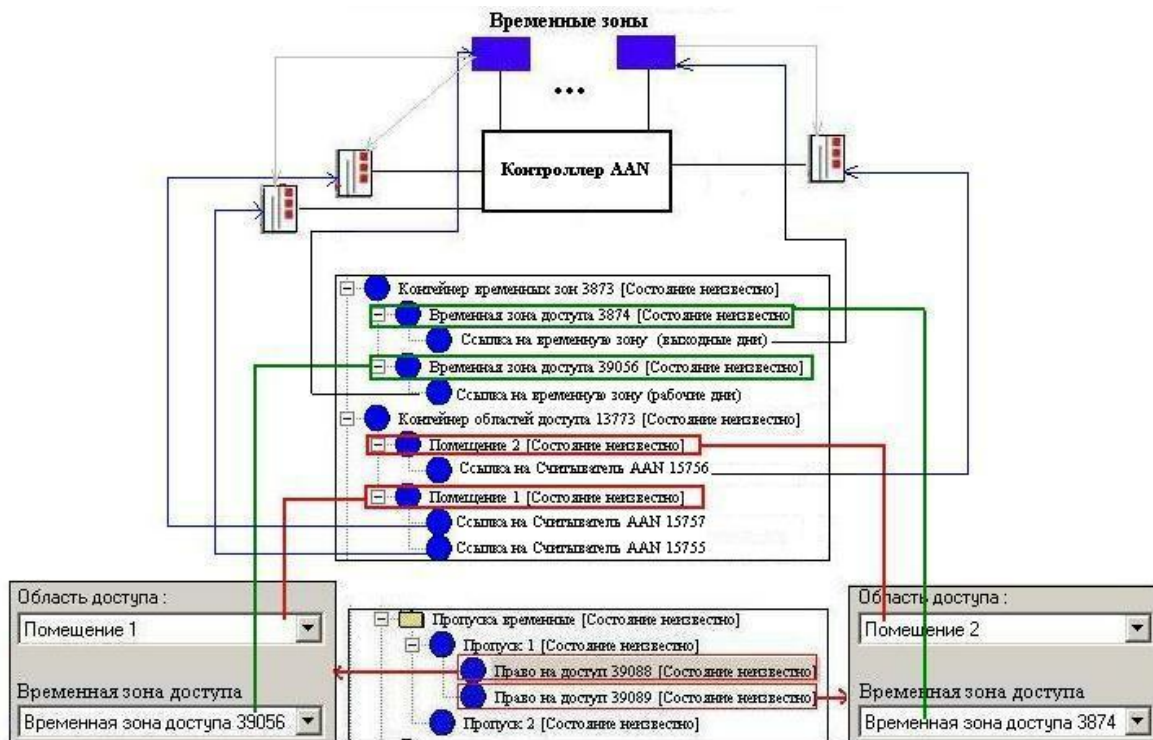 Временные зоны
...
Контроллер AAN
Контейнер временных зон 3873 [Состояние неизвестно]
Временная зона доступа 3874 [Состояние неизвестно
Ссылка на временную зону (выходные дни)
Временная зона доступа 39056 [Состояние неизвестно]
Ссылка на временную зону (рабочие дни)
Контейнер областей доступа 13773 [Состояние неизвестно]
Помещение 2 [Состояние неизвестно]
Ссылка на Считыватель AAN 15756
Помещение 1 [Состояние неизвестно]
Ссылка на Считыватель AAN 15757
Ссылка на Считыватель AAN 15755
Область доступа :
Помещение 1
Временная зона доступа
Временная зона доступа 39056
Пропуска временные [Состояние неизвестно]
Пропуск 1 [Состояние неизвестно]
Право на доступ 39088 [Состояние неизвестно]
Право на доступ 39089 [Состояние неизвестно]
Пропуск 2 [Состояние неизвестно]
Область доступа :
Помещение 2
Временная зона доступа
Временная зона доступа 3874